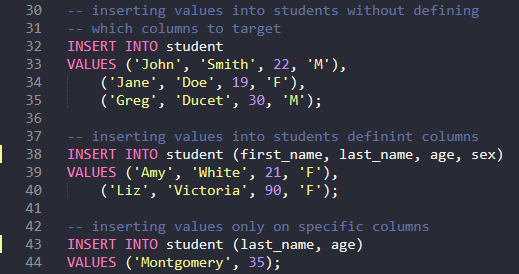 30 -- inserting values into students without defining
31 -- which columns to target
32 INSERT INTO student
33 VALUES ('John', 'Smith', 22, 'M'),
34 ('Jane', 'Doe', 19, 'F'),
35 ('Greg', 'Ducet', 30, 'M');
36
37 -- inserting values into students definint columns
38 INSERT INTO student (first_name, last_name, age, sex)
39 VALUES ('Amy', 'White', 21, 'F'),
40 ('Liz', 'Victoria', 90, 'F');
41
42 -- inserting values only on specific columns
43 INSERT INTO student (last_name, age)
44 VALUES ('Montgomery', 35);